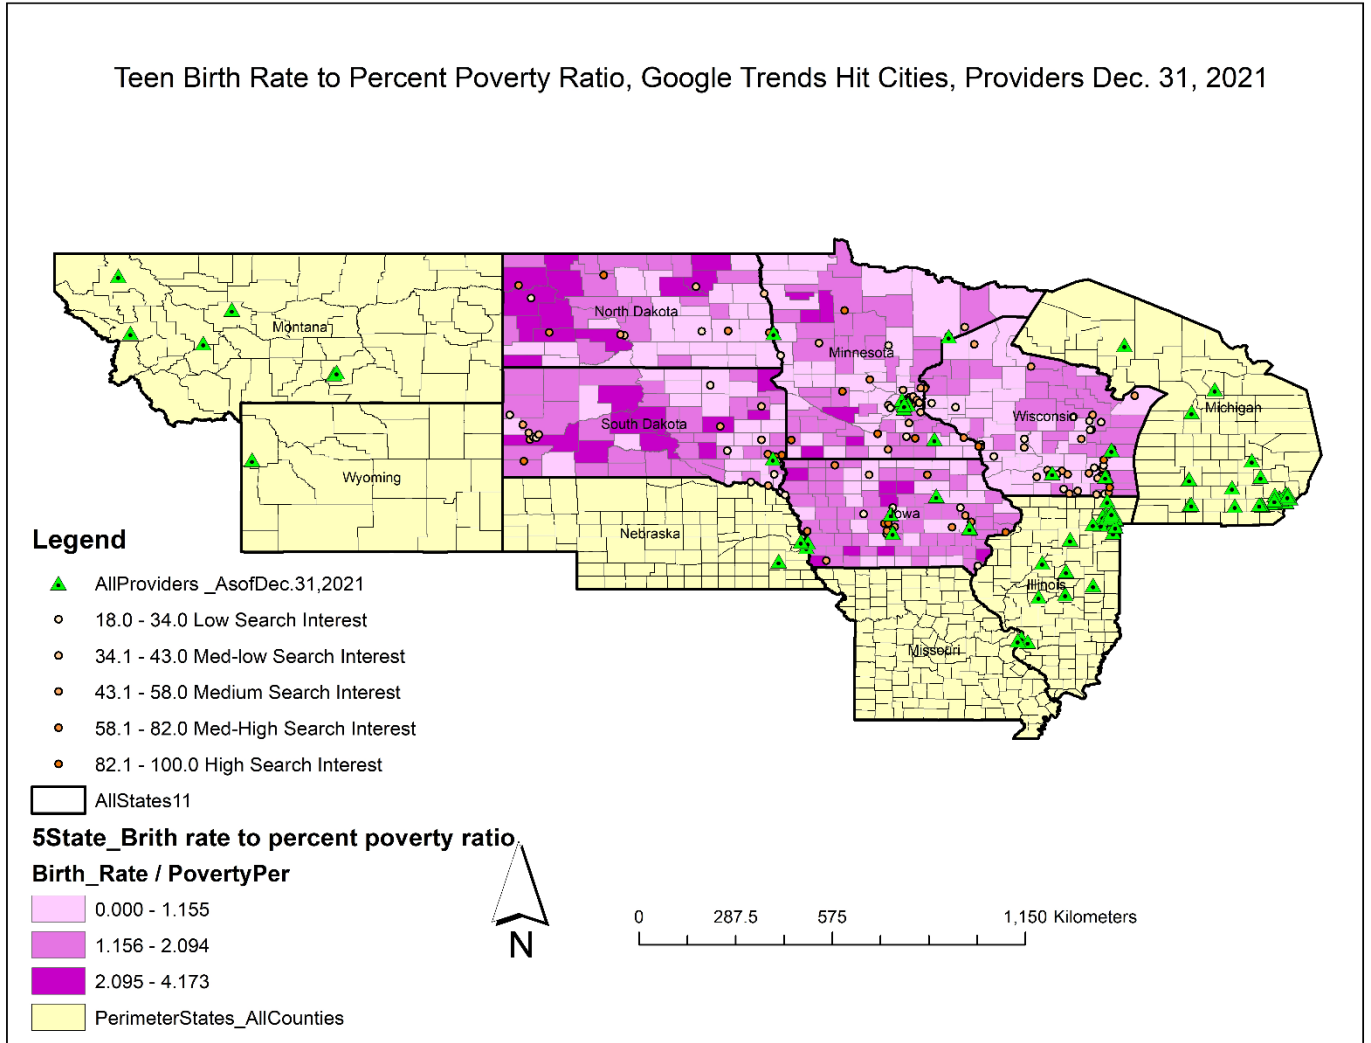 Teen Birth Rate to Percent Poverty Ratio, Google Trends Hit Cities, Providers Dec. 31, 2021
North Dakota
Montana
Minnesota
Michigan
Wisconsi
South Dakota
Wyoming
Iowa
Nebraska
Illinois
Missouri
Legend
AllProviders _AsofDec.31,2021
18.0 - 34.0 Low Search Interest
34.1 - 43.0 Med-low Search Interest
43.1 - 58.0 Medium Search Interest
58.1 - 82.0 Med-High Search Interest
82.1 - 100.0 High Search Interest
AllStates11
5State_Brith rate to percent poverty ratio
Birth_Rate / PovertyPer
0.000 - 1.155
1.156 - 2.094
2.095 - 4.173
PerimeterStates_AllCounties
N
0 287.5 575 1,150 Kilometers